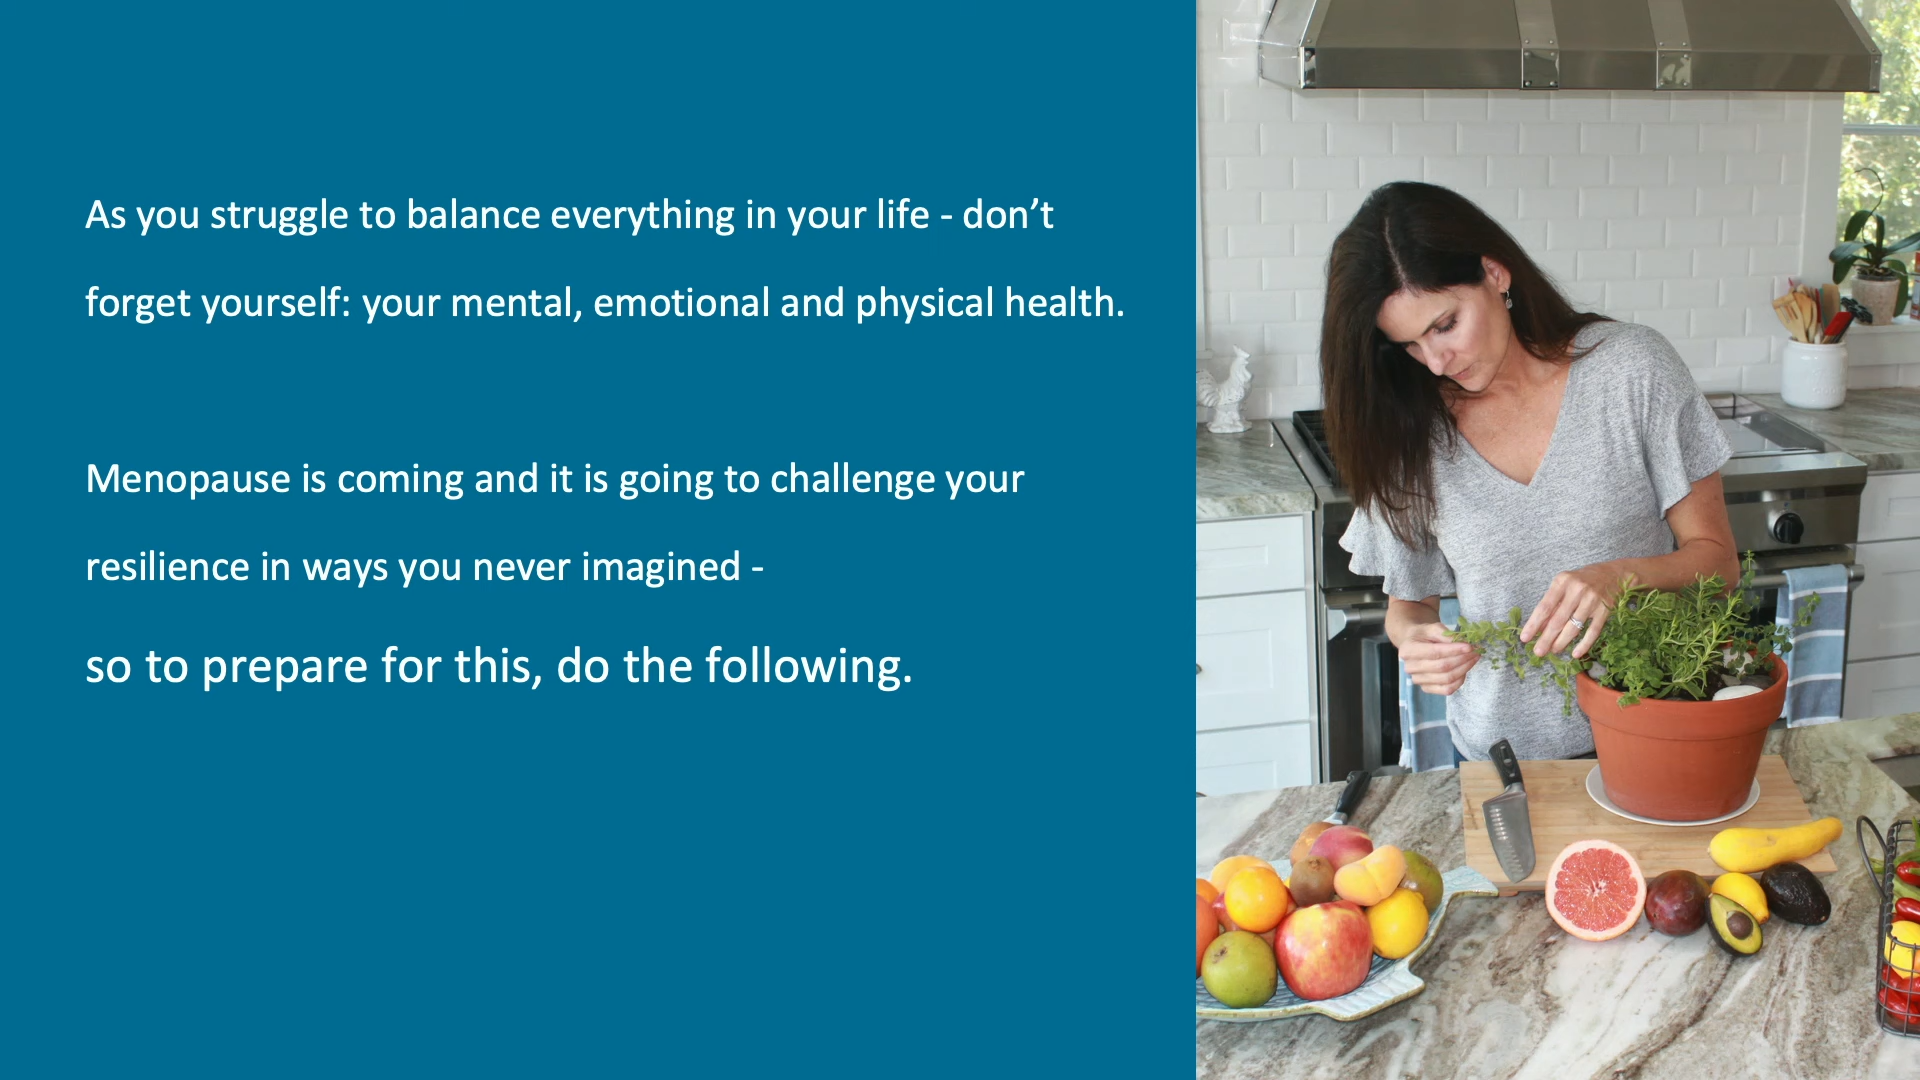 As you struggle to balance everything in your life - don’t
forget yourself: your mental, emotional and physical health.
Menopause is coming and it is going to challenge your
resilience in ways you never imagined -
so to prepare for this, do the following.